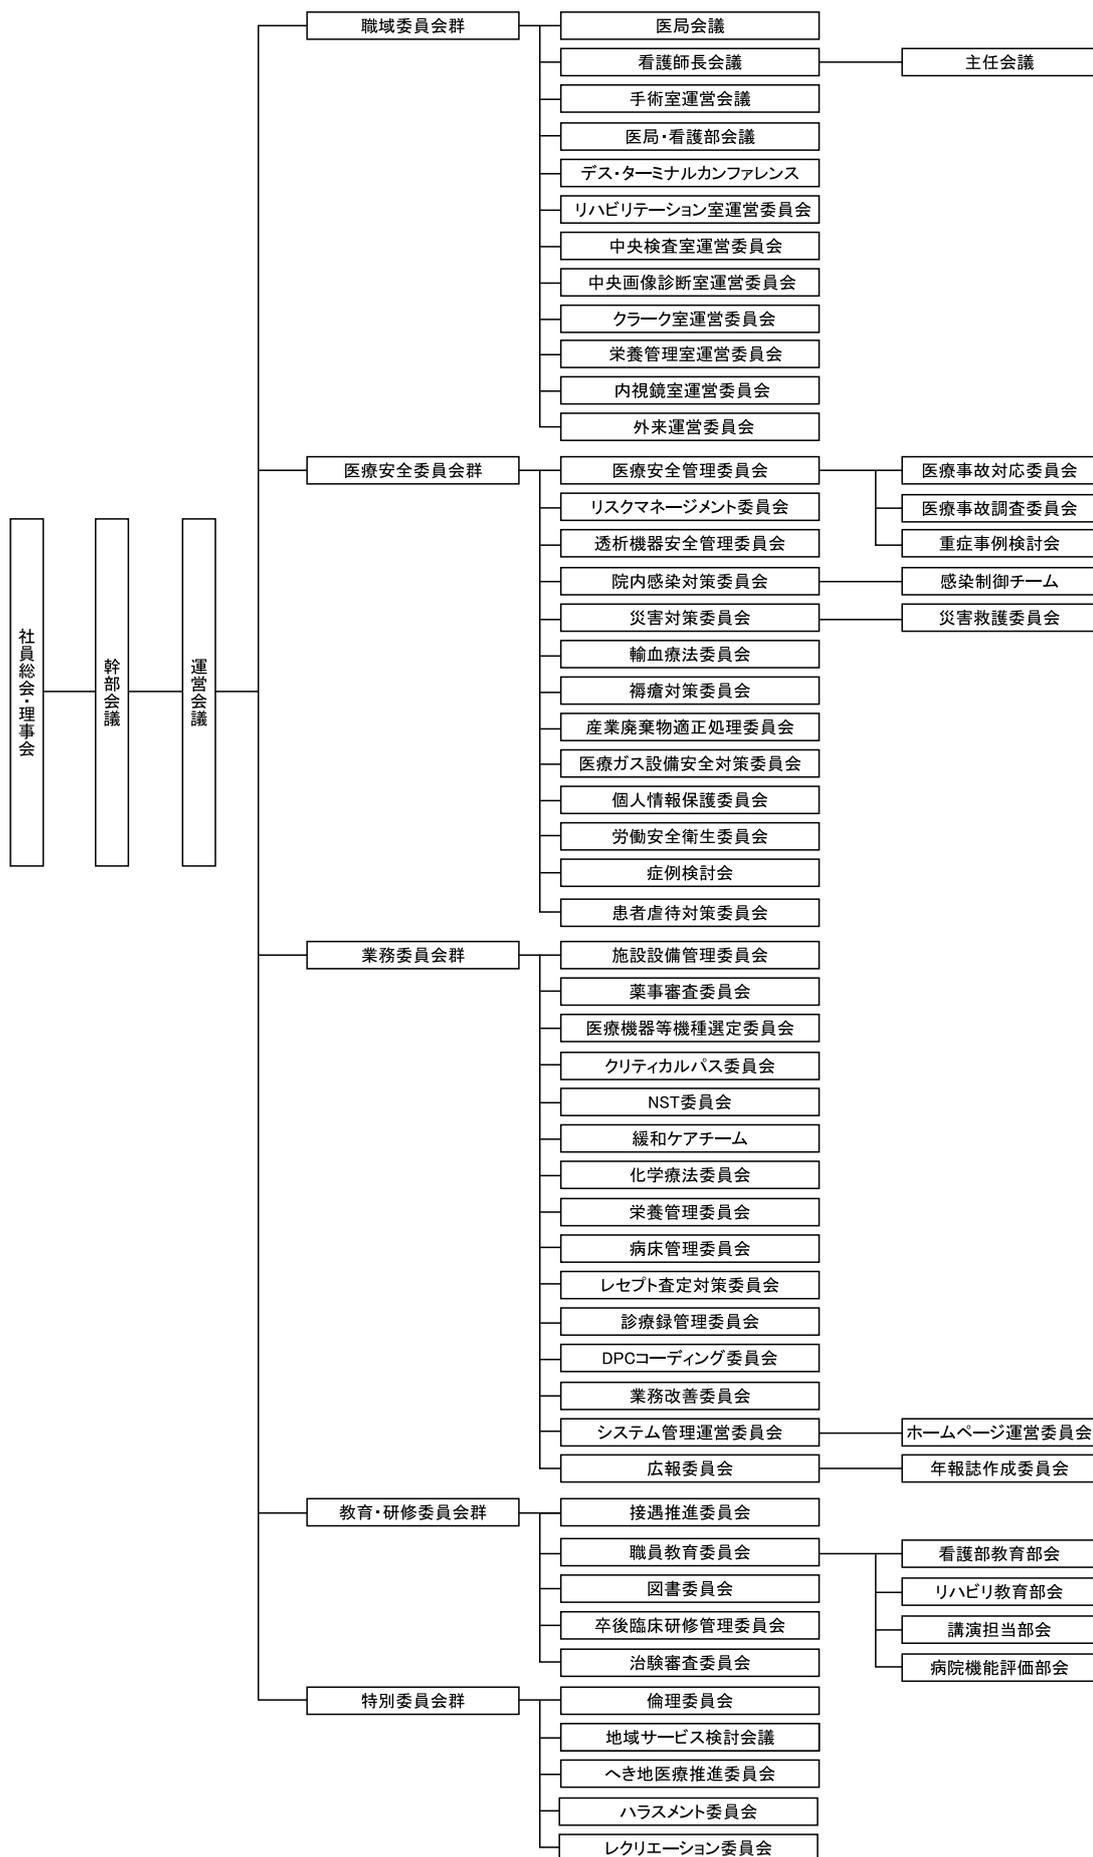 社員総会・理事会
幹部会議
運営会議
職域委員会群
医局会議
看護師長会議
主任会議
手術室運営会議
医局・看護部会議
デス・ターミナルカンファレンス
リハビリテーション室運営委員会
中央検査室運営委員会
中央画像診断室運営委員会
クラーク室運営委員会
栄養管理室運営委員会
内視鏡室運営委員会
外来運営委員会
医療安全委員会群
医療安全管理委員会
医療事故対応委員会
医療事故調査委員会
重症事例検討会
リスクマネージメント委員会
透析機器安全管理委員会
院内感染対策委員会
感染制御チーム
災害対策委員会
災害救護委員会
輸血療法委員会
褥瘡対策委員会
産業廃棄物適正処理委員会
医療ガス設備安全対策委員会
個人情報保護委員会
労働安全衛生委員会
症例検討会
患者虐待対策委員会
業務委員会群
施設設備管理委員会
薬事審査委員会
医療機器等機種選定委員会
クリティカルパス委員会
NST委員会
緩和ケアチーム
化学療法委員会
栄養管理委員会
病床管理委員会
レセプト査定対策委員会
診療録管理委員会
DPCコーディング委員会
業務改善委員会
システム管理運営委員会
ホームページ運営委員会
広報委員会
年報誌作成委員会
教育・研修委員会群
接遇推進委員会
職員教育委員会
看護部教育部会
リハビリ教育部会
講演担当部会
病院機能評価部会
図書委員会
卒後臨床研修管理委員会
治験審査委員会
特別委員会群
倫理委員会
地域サービス検討会議
へき地医療推進委員会
ハラスメント委員会
レクリエーション委員会